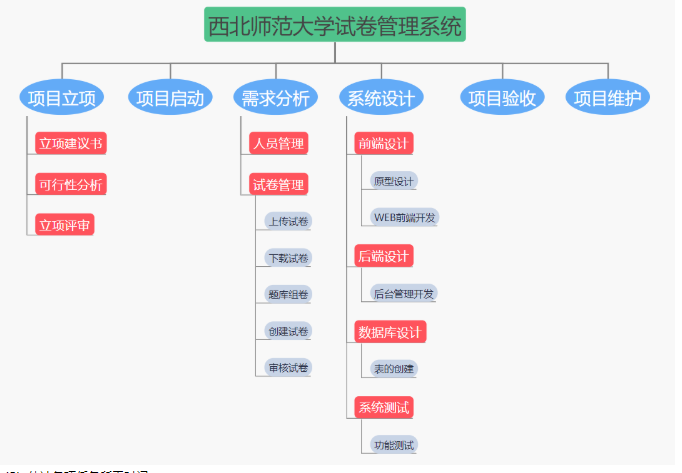 西北师范大学试卷管理系统
项目立项
项目启动
需求分析
系统设计
项目验收
项目维护
立项建议书
可行性分析
立项评审
人员管理
试卷管理
上传试卷
下载试卷
题库组卷
创建试卷
审核试卷
前端设计
原型设计
WEB前端开发
后端设计
后台管理开发
数据库设计
表的创建
系统测试
功能测试